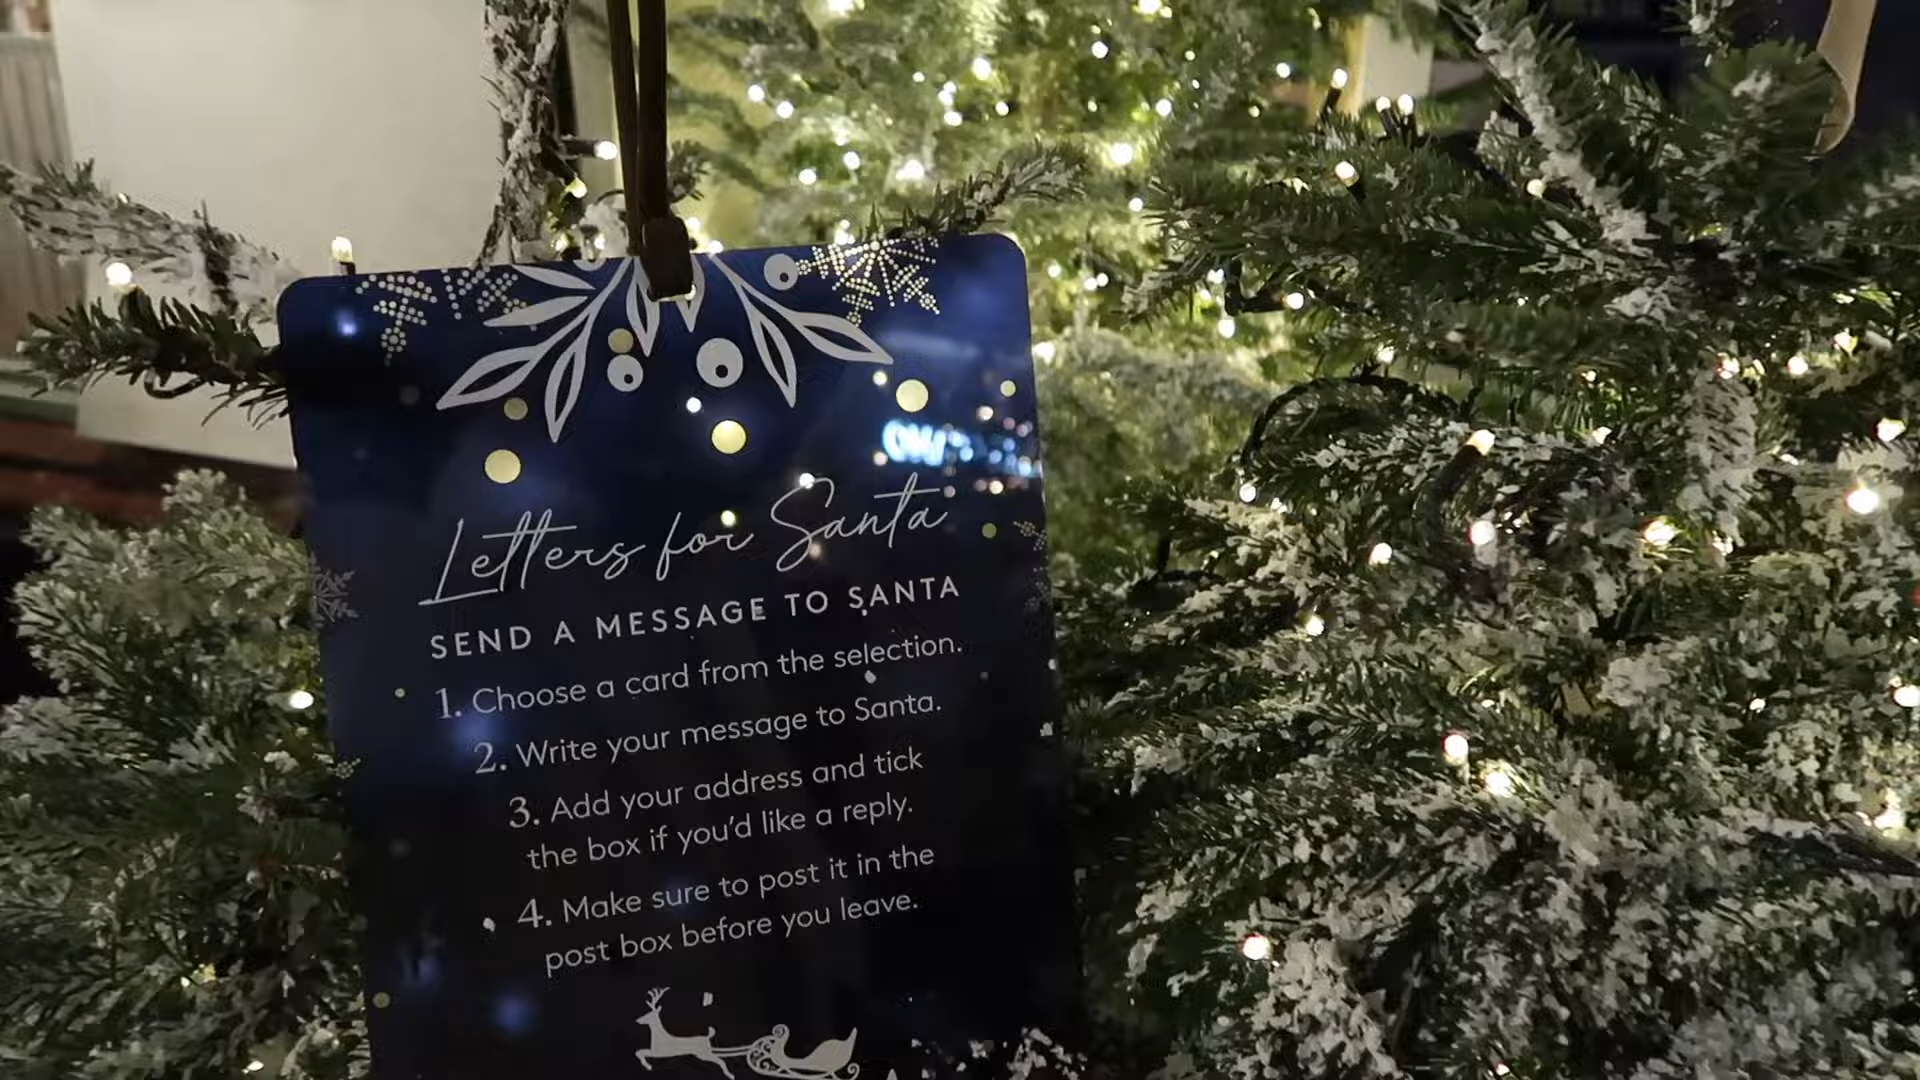 Letters for Santa
SEND A MESSAGE TO SANTA
1. Choose a card from the selection.
2. Write your message to Santa.
3. Add your address and tick
the box if you'd like a reply.
4. Make sure to post it in the
post box before you leave.